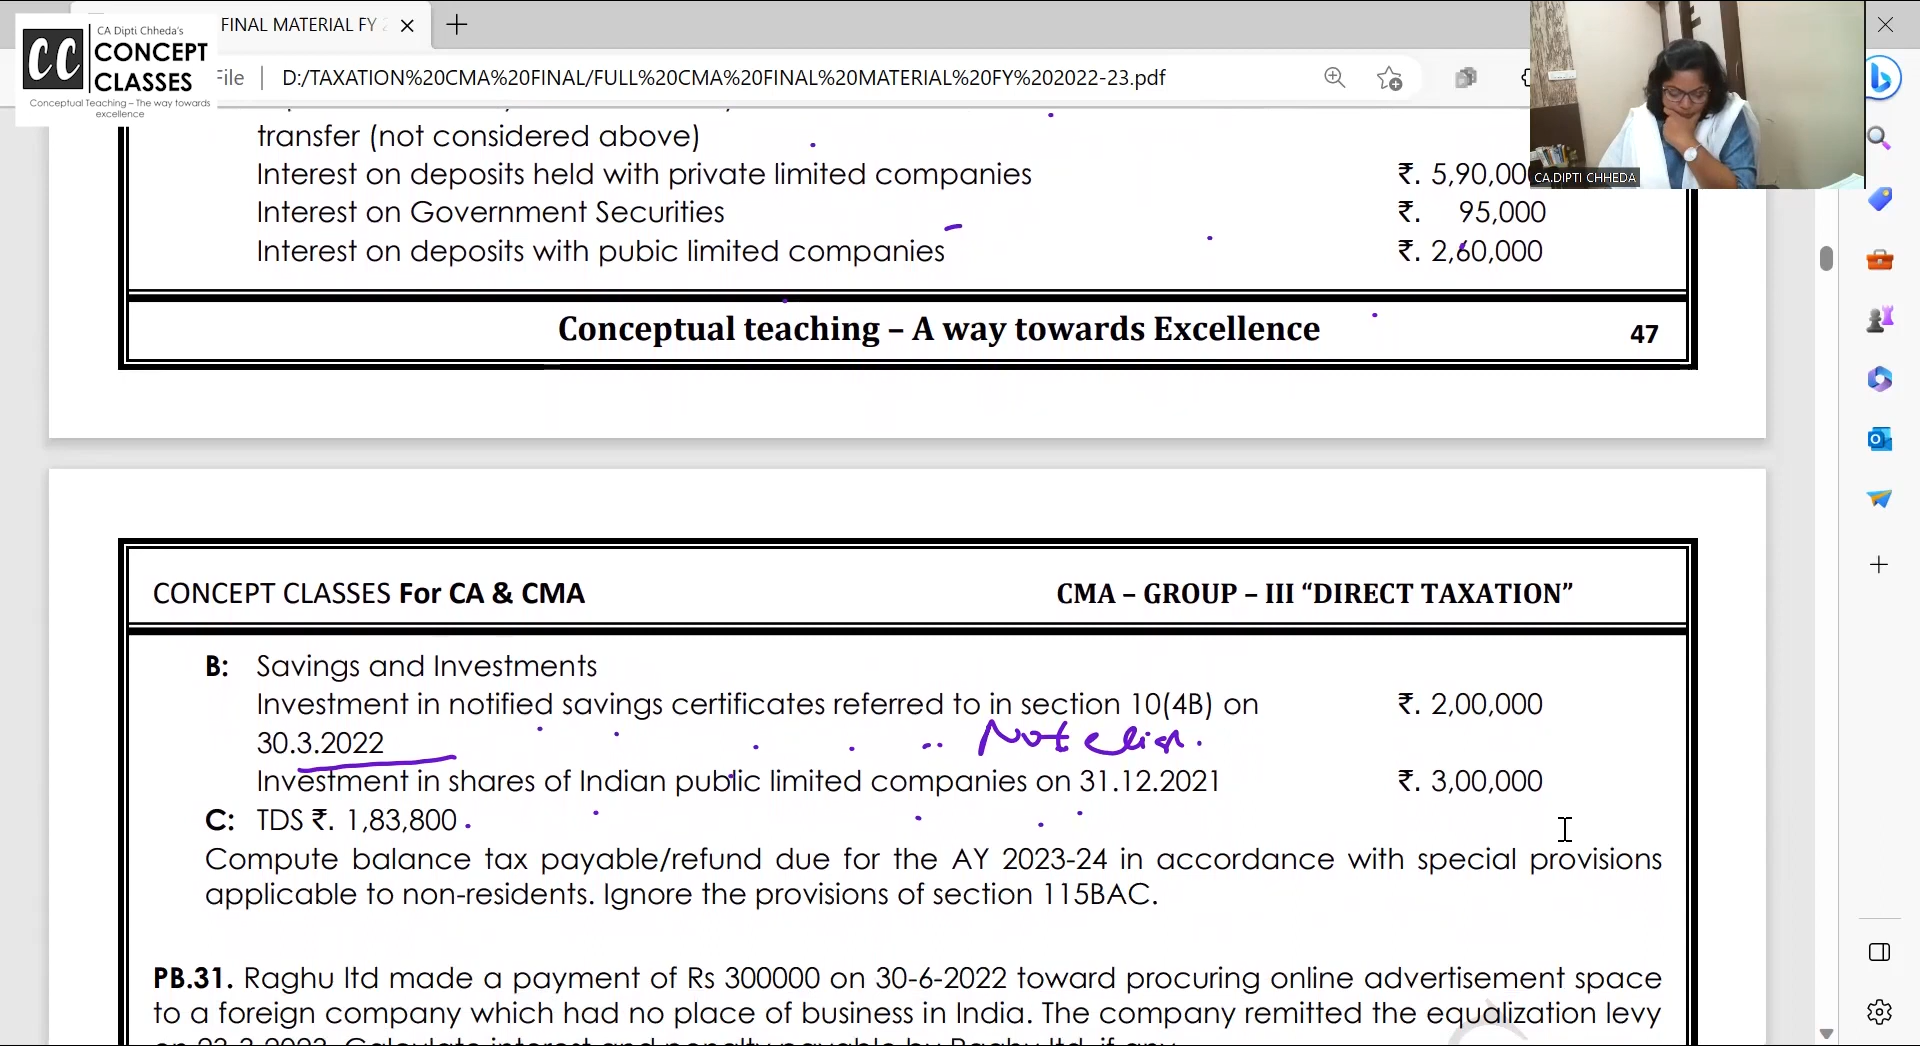 FINAL MATERIAL FY
CA Dipti Chheda's
CC CONCEPT
CLASSES
Conceptual Teaching – The way towards
excellence
File D:/TAXATION%20CMA%20FINAL/FULL%20CMA%20FINAL%20MATERIAL%20FY%202022-23.pdf
CA.DIPTI CHHEDA
transfer (not considered above)
Interest on deposits held with private limited companies ₹. 5,90,00
Interest on Government Securities ₹. 95,000
Interest on deposits with pubic limited companies ₹. 2,60,000
Conceptual teaching – A way towards Excellence 47
CONCEPT CLASSES For CA & CMA CMA – GROUP – III “DIRECT TAXATION”
B: Savings and Investments
Investment in notified savings certificates referred to in section 10(4B) on ₹. 2,00,000
30.3.2022 Not
Investment in shares of Indian public limited companies on 31.12.2021 ₹. 3,00,000
C: TDS ₹. 1,83,800
Compute balance tax payable/refund due for the AY 2023-24 in accordance with special provisions
applicable to non-residents. Ignore the provisions of section 115BAC.
PB.31. Raghu ltd made a payment of Rs 300000 on 30-6-2022 toward procuring online advertisement space
to a foreign company which had no place of business in India. The company remitted the equalization levy